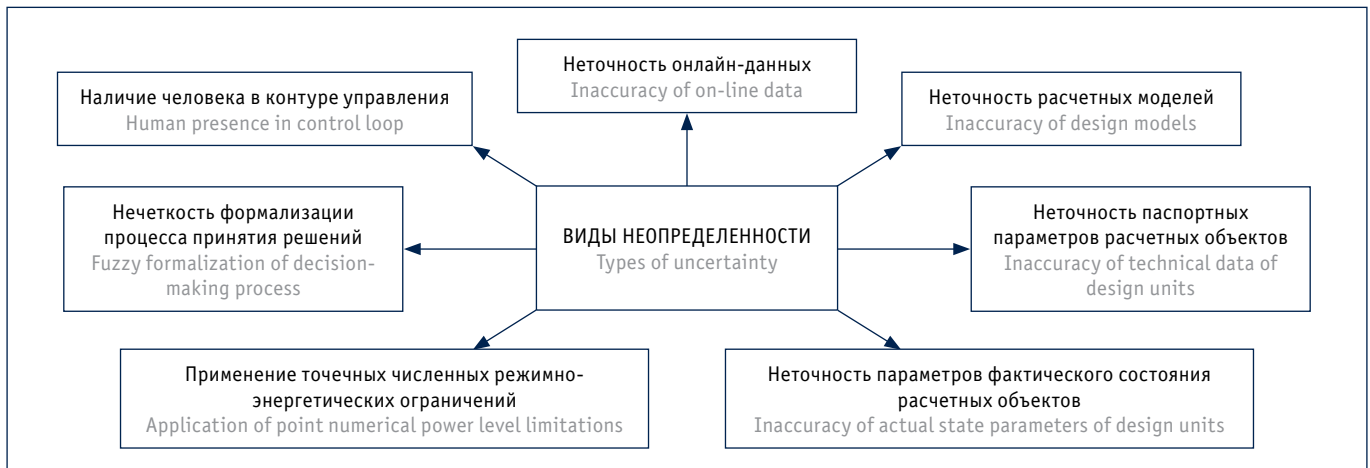 Неточность онлайн-данных
Inaccuracy of on-line data
Наличие человека в контуре управления
Human presence in control loop
Неточность расчетных моделей
Inaccuracy of design models
Нечеткость формализации
процесса принятия решений
Fuzzy formalization of decision-
making process
ВИДЫ НЕОПРЕДЕЛЕННОСТИ
Types of uncertainty
Неточность паспортных
параметров расчетных объектов
Inaccuracy of technical data of
design units
Применение точечных численных режимно-
энергетических ограничений
Application of point numerical power level limitations
Неточность параметров фактического состояния
расчетных объектов
Inaccuracy of actual state parameters of design units